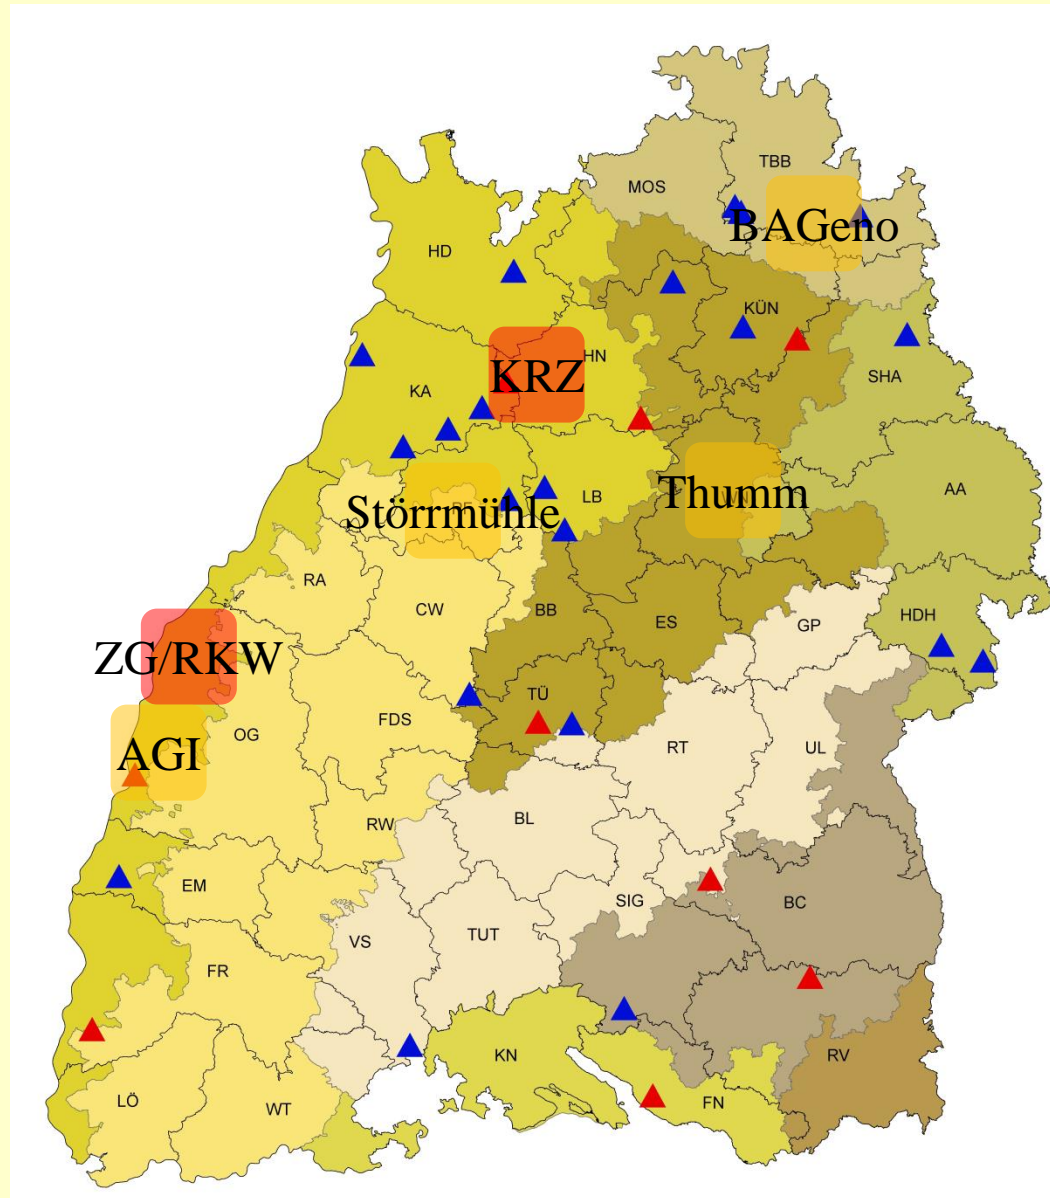 TBB
MOS
BAGeno
HD
KÜN
HN
KRZ
SHA
KA
LB
AA
Störrmühle
PF
Thumm
WN
RA
CW
BB
ES
GP
HDH
ZG/RKW
TÜ
FDS
OG
RT
UL
AGI
BL
RW
EM
SIG
BC
VS
TUT
FR
KN
RV
LÖ
WT
FN